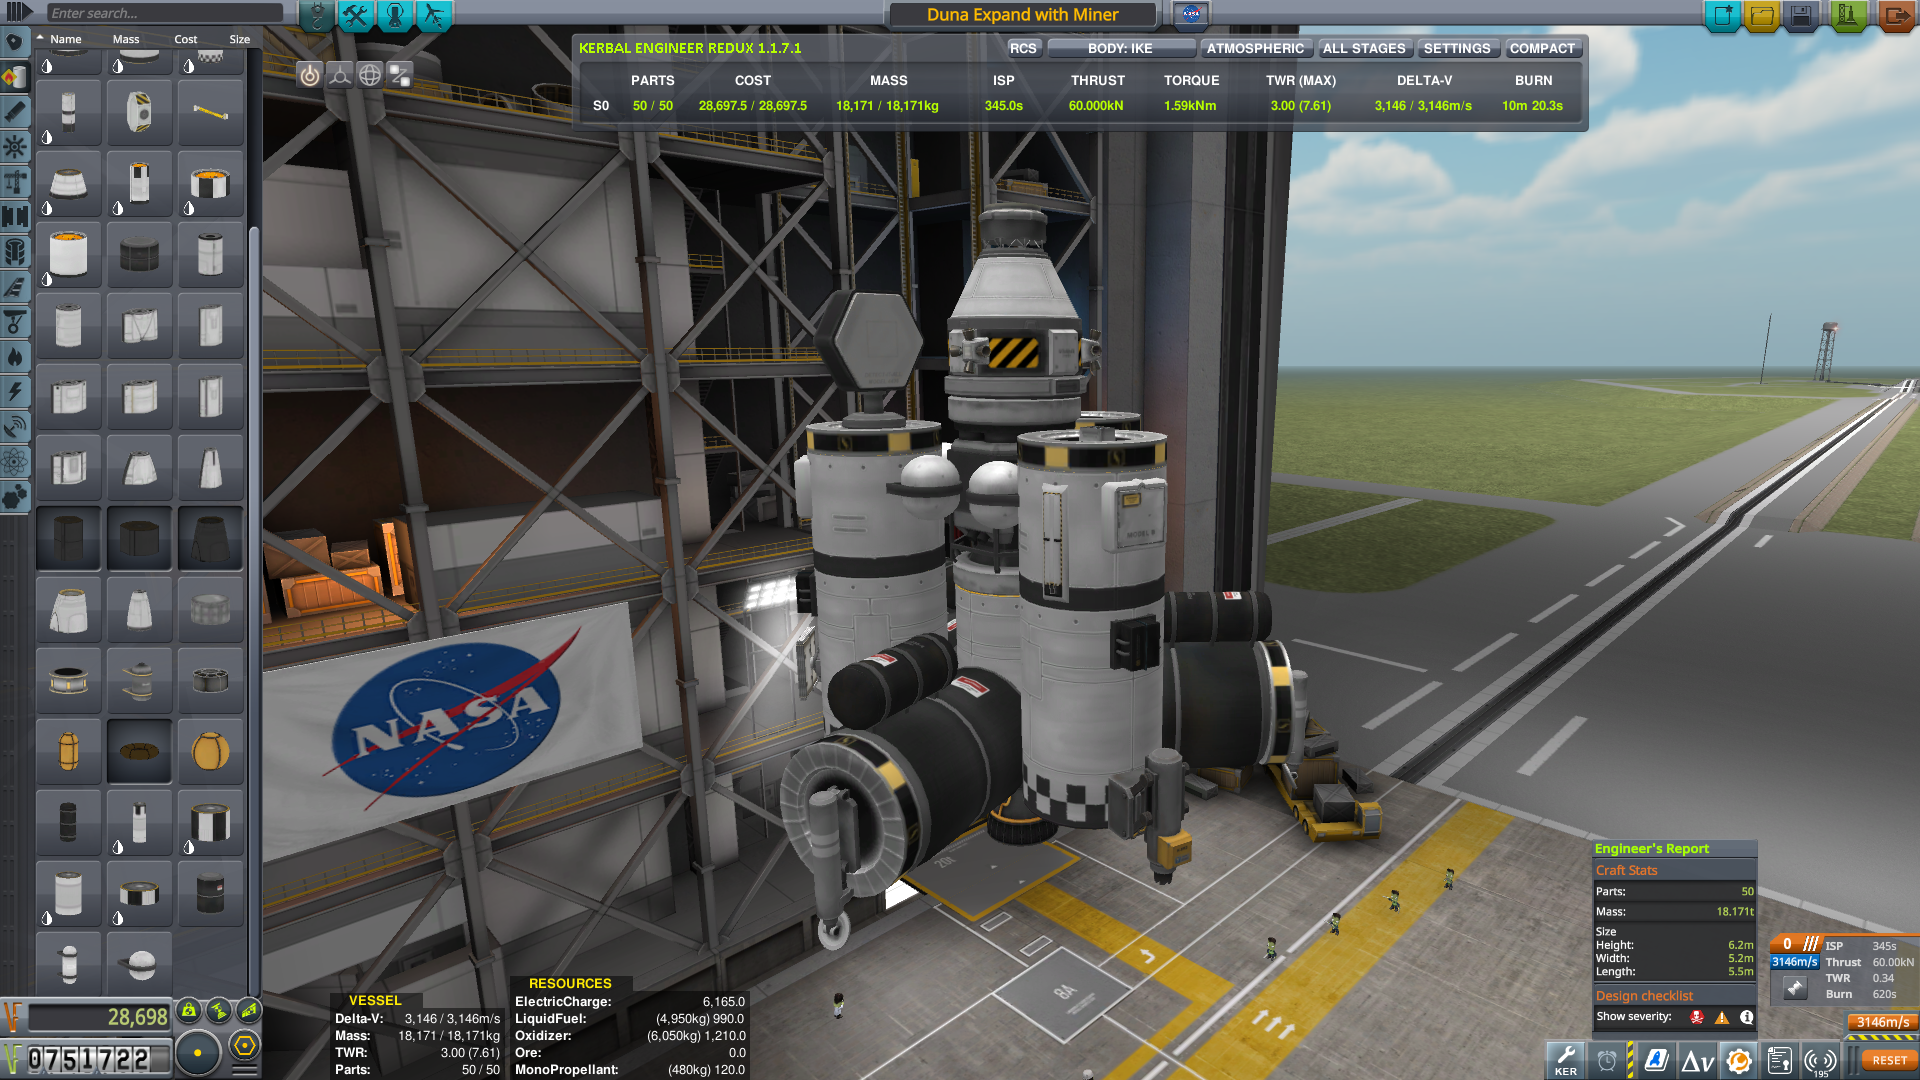 Enter search...
Duna Expand with Miner
Name Mass Cost Size
KERBAL ENGINEER REDUX 1.1.7.1
RCS BODY: IKE ATMOSPHERIC ALL STAGES SETTINGS COMPACT
PARTS COST MASS ISP THRUST TORQUE TWR (MAX) DELTA-V BURN
S0 50 / 50 28,697.5 / 28,697.5 18,171 / 18,171kg 345.0s 60.000kN 1.59kNm 3.00 (7.61) 3,146 / 3,146m/s 10m 20.3s
NASA
20t
8A
Engineer's Report
Craft Stats
Parts: 50
Mass: 18.171t
Size
Height: 6.2m
Width: 5.2m
Length: 5.5m
Design checklist
Show severity:
0
3146m/s
ISP 345s
Thrust 60.00kN
TWR 0.34
Burn 620s
3146m/s
VESSEL
Delta-V: 3,146 / 3,146m/s
Mass: 18,171 / 18,171kg
TWR: 3.00 (7.61)
Parts: 50 / 50
RESOURCES
ElectricCharge: 6,165.0
LiquidFuel: (4,950kg) 990.0
Oxidizer: (6,050kg) 1,210.0
Ore: 0.0
MonoPropellant: (480kg) 120.0
28,698
0751722
KER
Δv
195
RESET